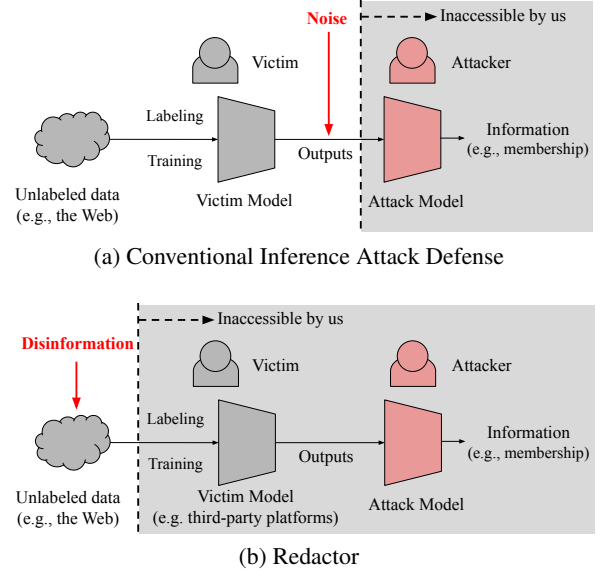 Noise
Inaccessible by us
Victim
Attacker
Labeling
Training
Outputs
Information
(e.g., membership)
Unlabeled data
(e.g., the Web)
Victim Model
Attack Model
(a) Conventional Inference Attack Defense
Inaccessible by us
Disinformation
Victim
Attacker
Labeling
Training
Outputs
Information
(e.g., membership)
Unlabeled data
(e.g., the Web)
Victim Model
(e.g. third-party platforms)
Attack Model
(b) Redactor